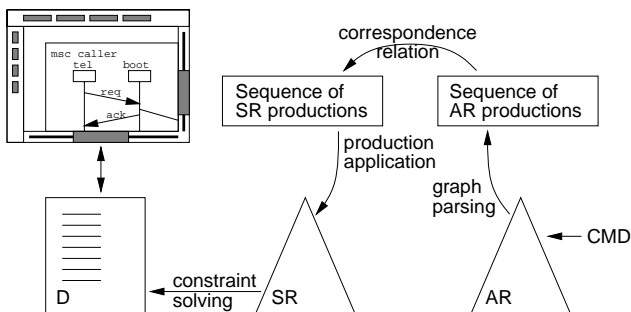 msc caller
tel boot
req
ack
correspondence
relation
Sequence of
SR productions
Sequence of
AR productions
production
application
graph
parsing
CMD
D
constraint
solving
SR
AR